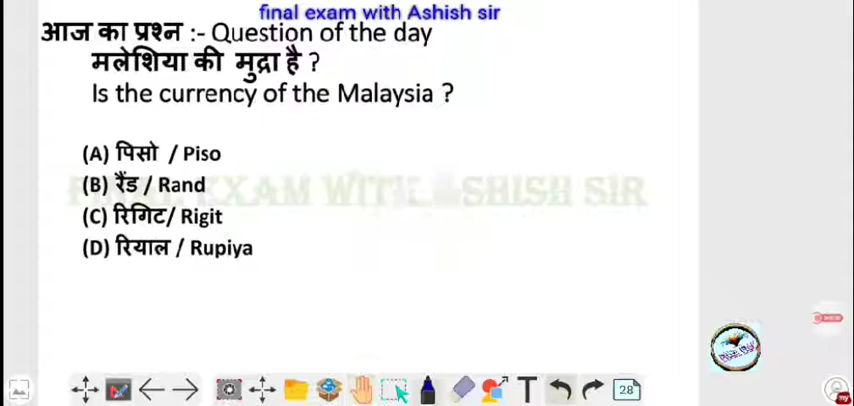 final exam with Ashish sir
आज का प्रश्न :- Question of the day
मलेशिया की मुद्रा है ?
Is the currency of the Malaysia ?
(A) पिसो / Piso
(B) रैंड / Rand
(C) रिगिट/ Rigit
(D) रियाल / Rupiya
FINAL EXAM WITH ASHISH SIR
28